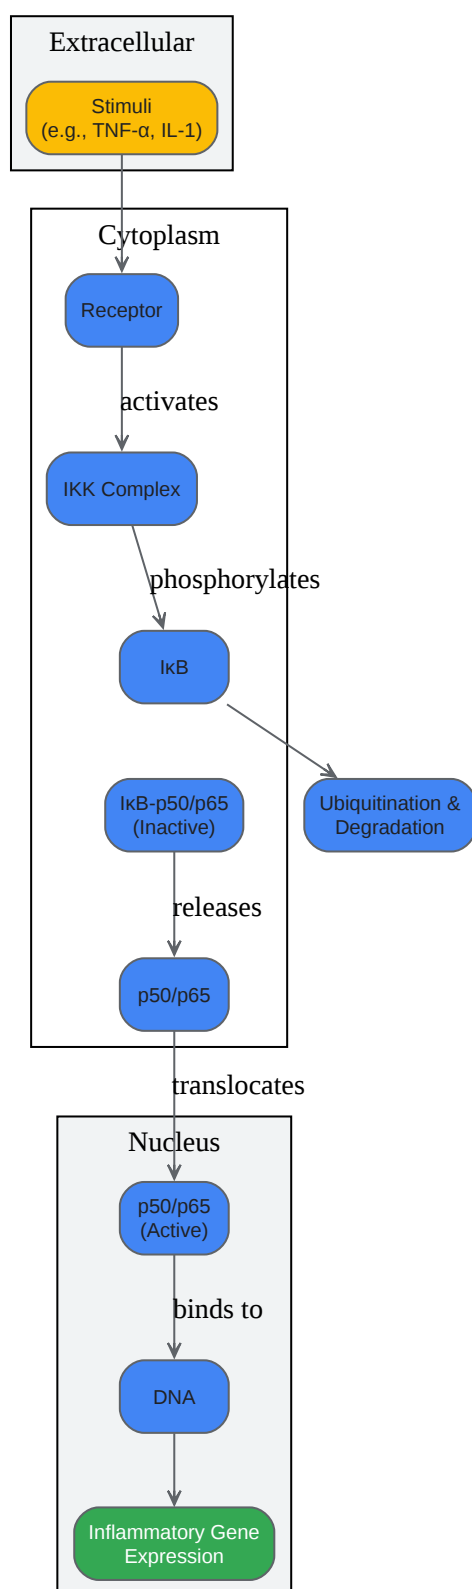 Extracellular
Stimuli
(e.g., TNF-α, IL-1)
Cytoplasm
Receptor
activates
IKK Complex
phosphorylates
IκB
IκB-p50/p65
(Inactive)
Ubiquitination &
Degradation
releases
p50/p65
translocates
Nucleus
p50/p65
(Active)
binds to
DNA
Inflammatory Gene
Expression